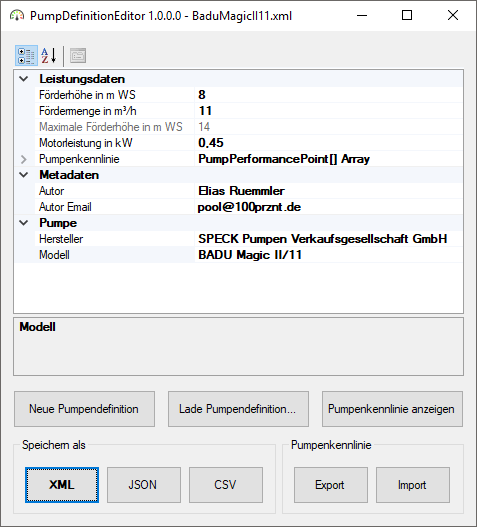 PumpDefinitionEditor 1.0.0.0 - BaduMagicII11.xml
Leistungsdaten
Förderhöhe in m WS 8
Fördermenge in m³/h 11
Maximale Förderhöhe in m WS 14
Motorleistung in kW 0,45
Pumpenkennlinie PumpPerformancePoint[] Array
Metadaten
Autor Elias Ruemmler
Autor Email pool@100prznt.de
Pumpe
Hersteller SPECK Pumpen Verkaufsgesellschaft GmbH
Modell BADU Magic II/11
Modell
Neue Pumpendefinition Lade Pumpendefinition... Pumpenkennlinie anzeigen
Speichern als Pumpenkennlinie
XML JSON CSV Export Import